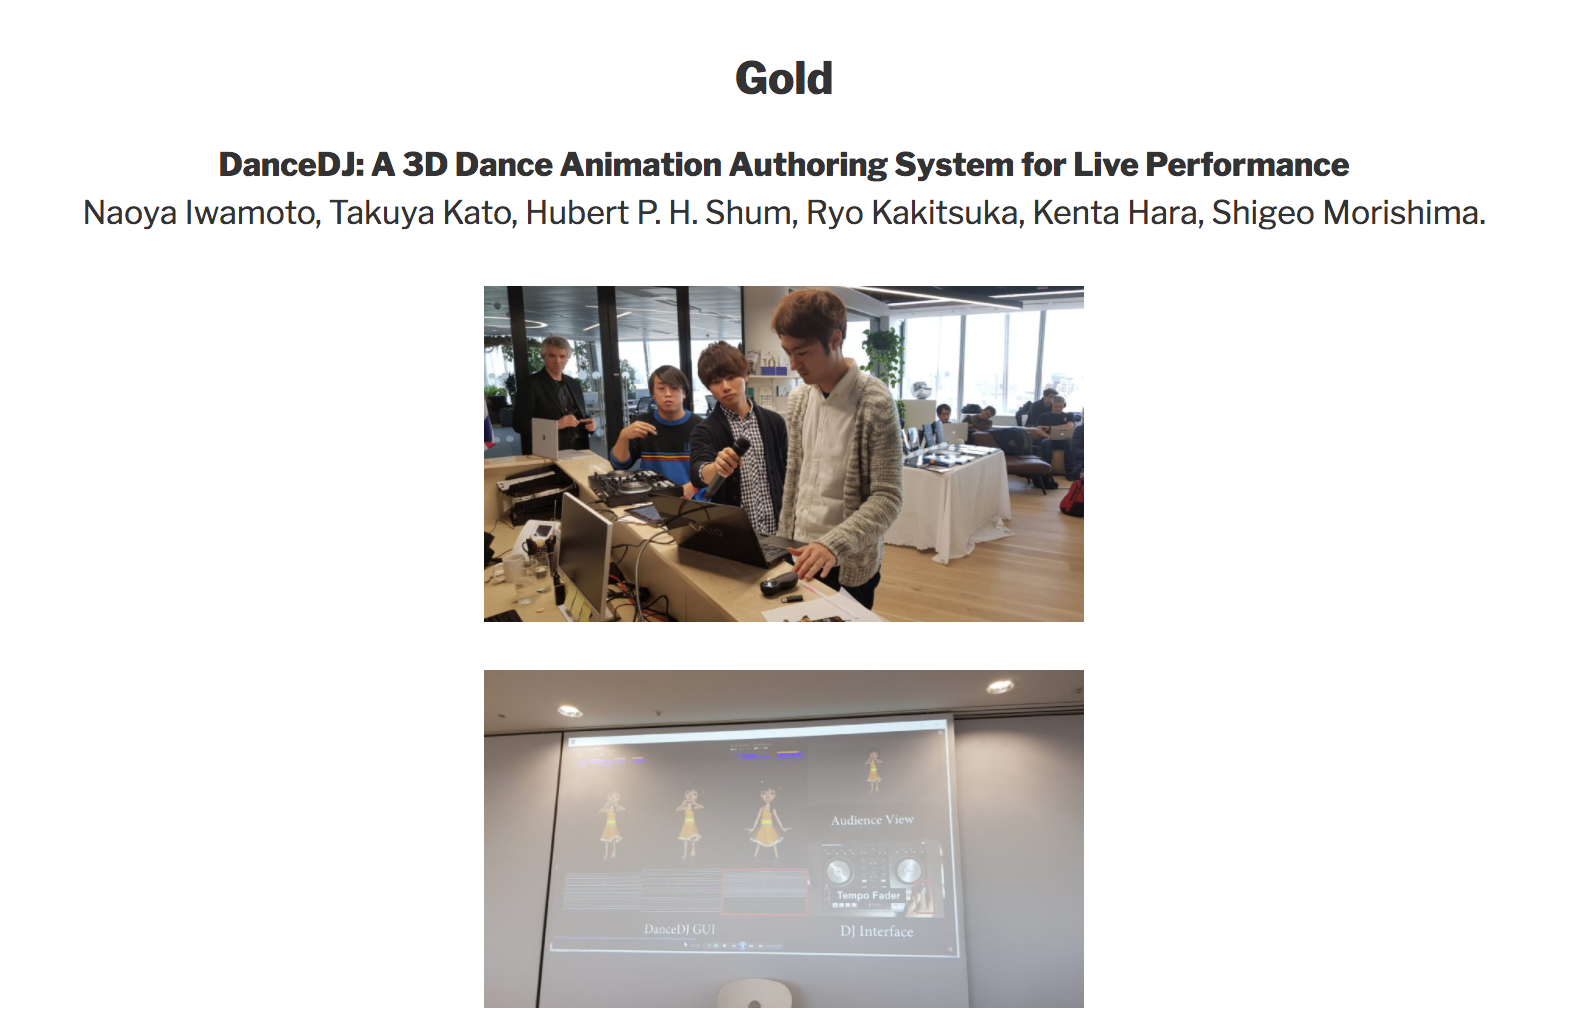 Gold
DanceDJ: A 3D Dance Animation Authoring System for Live Performance
Naoya Iwamoto, Takuya Kato, Hubert P. H. Shum, Ryo Kakitsuka, Kenta Hara, Shigeo Morishima.
VAIO
Audience View
Tempo Fader
DanceDJ GUI
DJ Interface